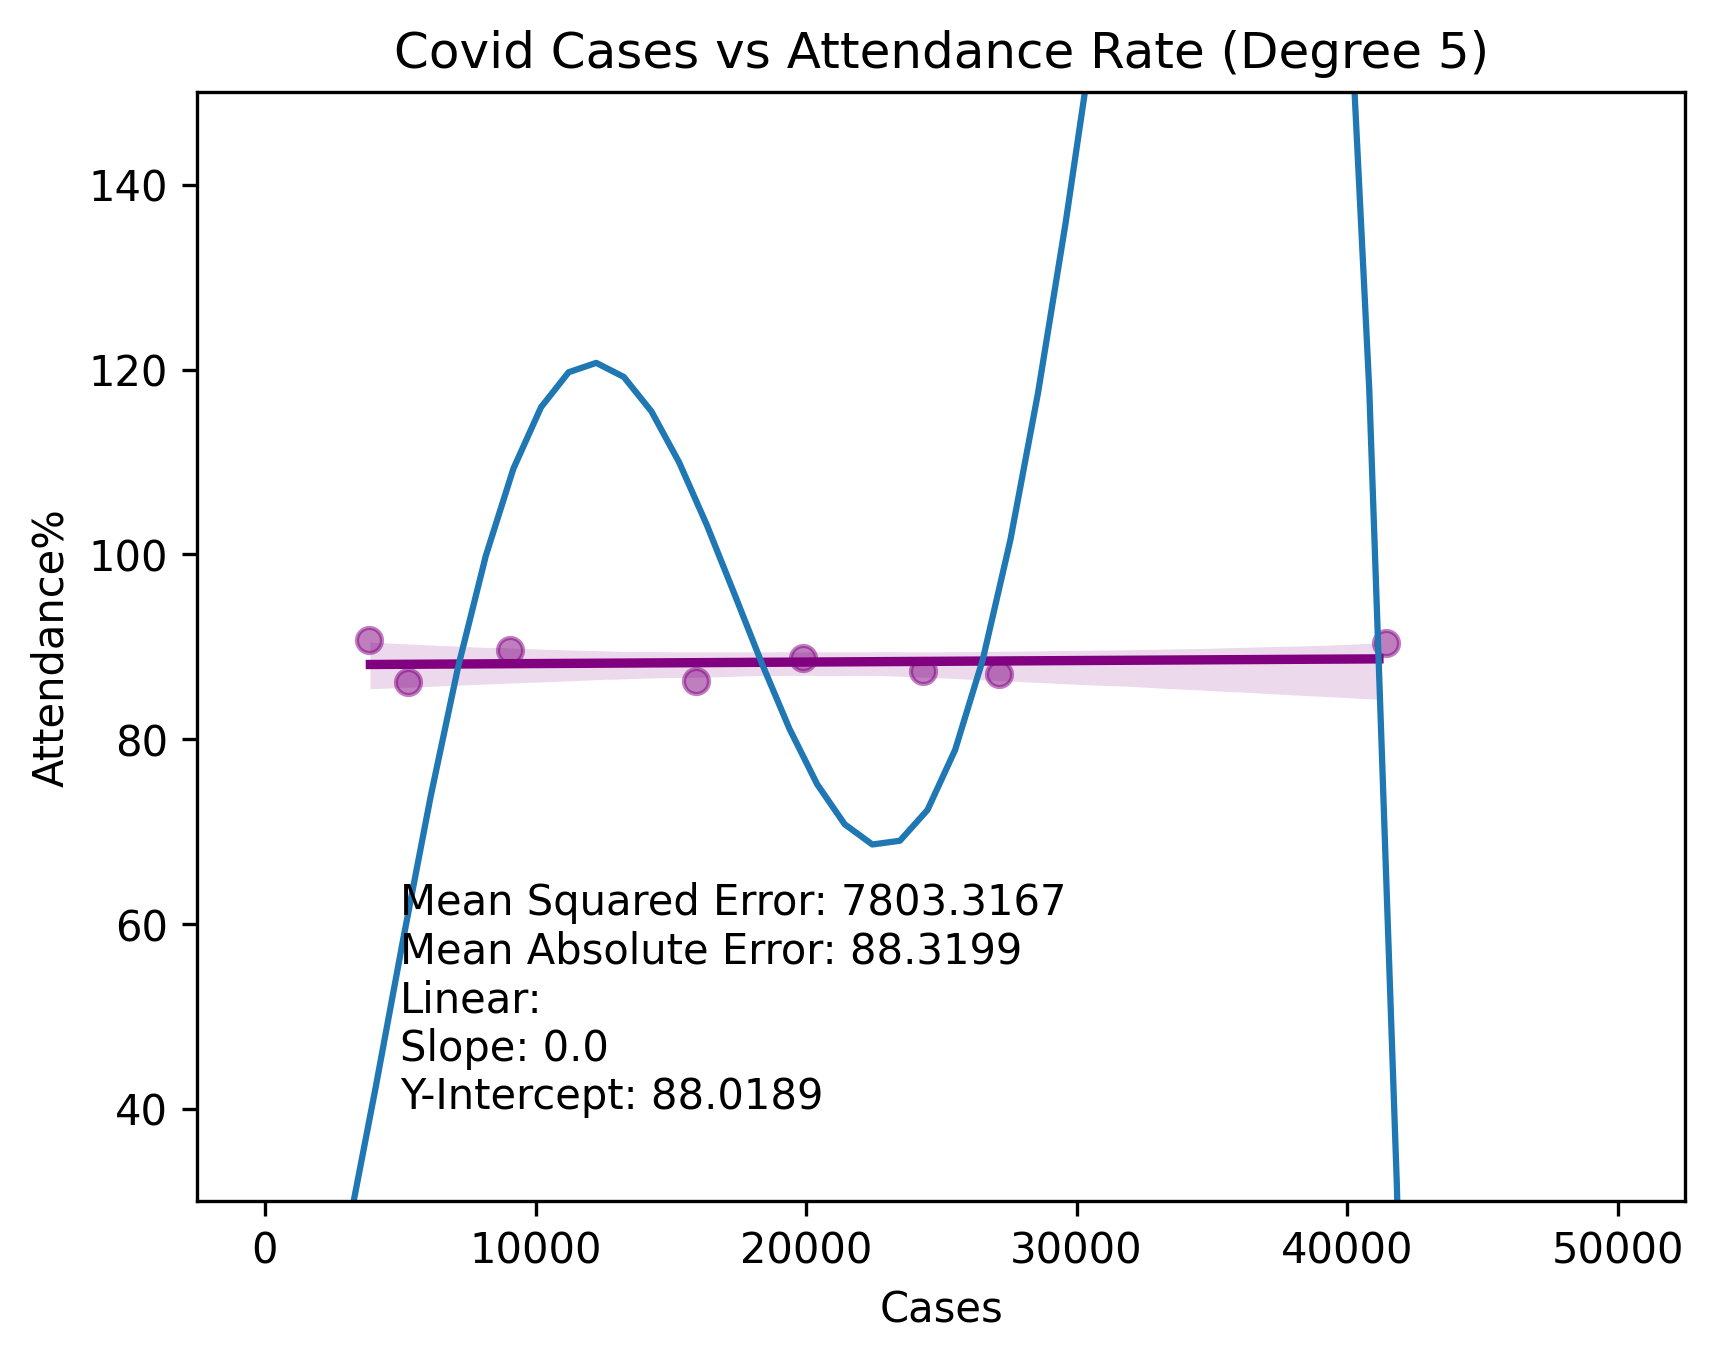 Covid Cases vs Attendance Rate (Degree 5)
140
120
100
80
60
40
Attendance%
Mean Squared Error: 7803.3167
Mean Absolute Error: 88.3199
Linear:
Slope: 0.0
Y-Intercept: 88.0189
0 10000 20000 30000 40000 50000
Cases